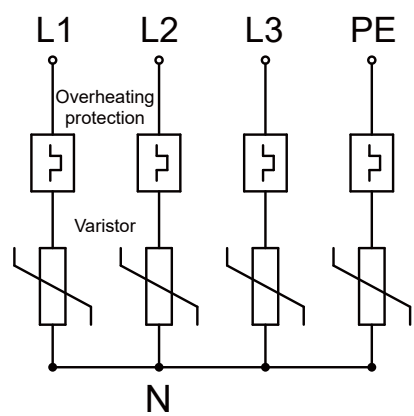 L1 L2 L3 PE
Overheating
protection
Varistor
N